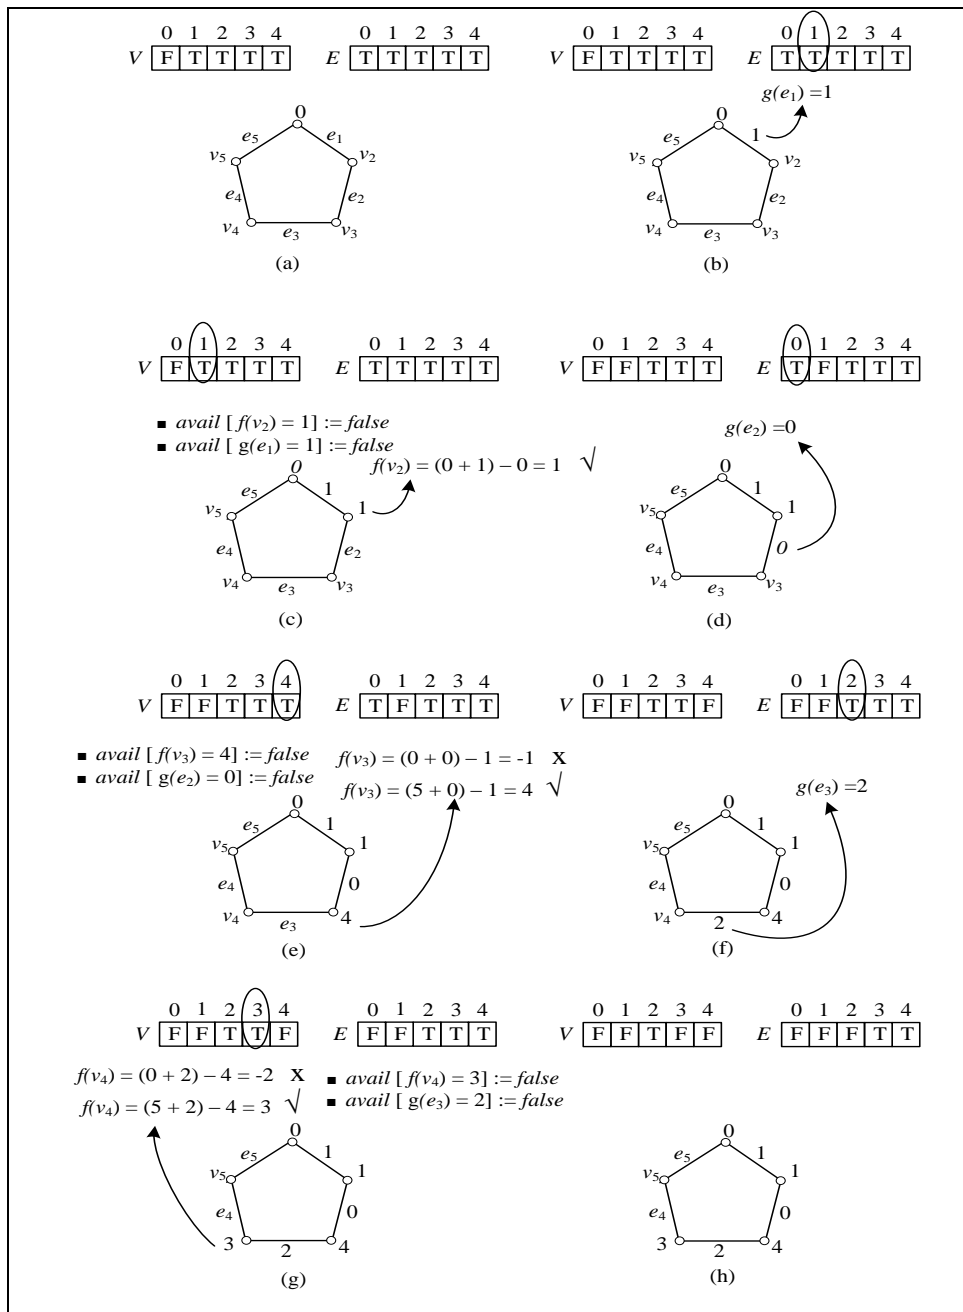 0 1 2 3 4 0 1 2 3 4
V F T T T T E T T T T T
0
e5 e1
v5 v2
e4 e2
v4 e3 v3
(a)
0 1 2 3 4 0 1 2 3 4
V F T T T T E T T T T T
g(e1) =1
0
e5 1
v5 v2
e4 e2
v4 e3 v3
(b)
0 1 2 3 4 0 1 2 3 4
V F T T T T E T T T T T
▪ avail [ f(v2) = 1] := false
▪ avail [ g(e1) = 1] := false
f(v2) = (0 + 1) – 0 = 1 √
0
e5 1
v5 1
e4 e2
v4 e3 v3
(c)
0 1 2 3 4 0 1 2 3 4
V F F T T T E T F T T T
g(e2) =0
0
e5 1
v5 1
e4 0
v4 e3 v3
(d)
0 1 2 3 4 0 1 2 3 4
V F F T T T E T F T T T
▪ avail [ f(v3) = 4] := false
▪ avail [ g(e2) = 0] := false
f(v3) = (0 + 0) – 1 = -1 X
f(v3) = (5 + 0) – 1 = 4 √
0
e5 1
v5 1
e4 0
v4 e3 4
(e)
0 1 2 3 4 0 1 2 3 4
V F F T T F E F F T T T
g(e3) =2
0
e5 1
v5 1
e4 0
v4 2 4
(f)
0 1 2 3 4 0 1 2 3 4
V F F T T F E F F T T T
f(v4) = (0 + 2) – 4 = -2 X
f(v4) = (5 + 2) – 4 = 3 √
▪ avail [ f(v4) = 3] := false
▪ avail [ g(e3) = 2] := false
0
e5 1
v5 1
e4 0
3 2 4
(g)
0 1 2 3 4 0 1 2 3 4
V F F T F F E F F F T T
0
e5 1
v5 1
e4 0
3 2 4
(h)